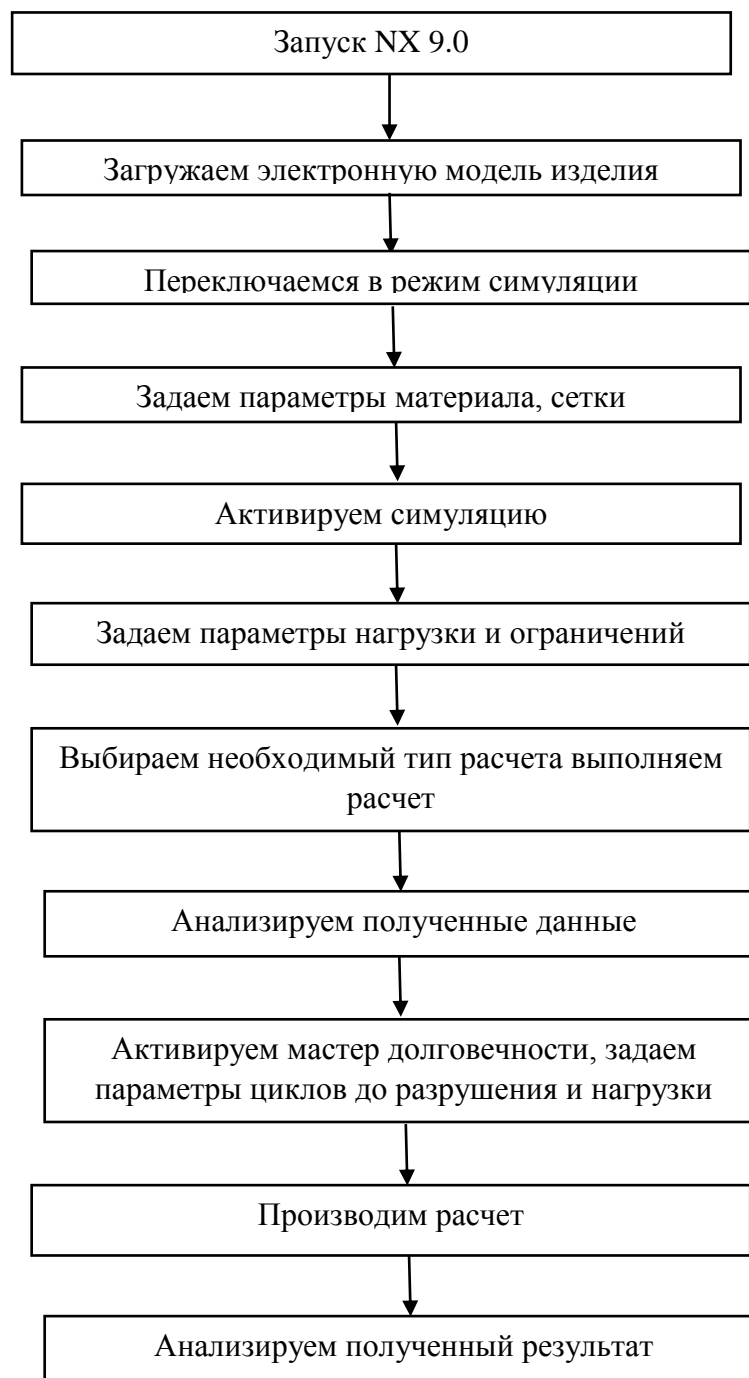 Запуск NX 9.0
Загружаем электронную модель изделия
Переключаемся в режим симуляции
Задаем параметры материала, сетки
Активируем симуляцию
Задаем параметры нагрузки и ограничений
Выбираем необходимый тип расчета выполняем
расчет
Анализируем полученные данные
Активируем мастер долговечности, задаем
параметры циклов до разрушения и нагрузки
Производим расчет
Анализируем полученный результат